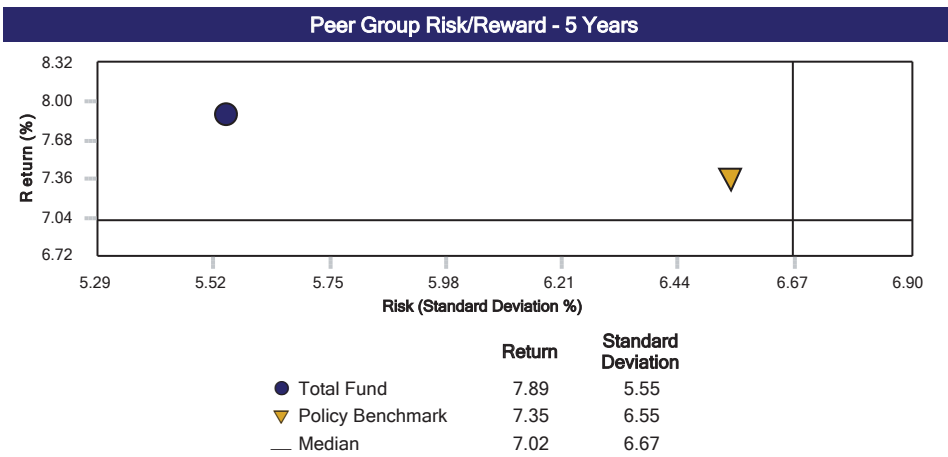 Peer Group Risk/Reward - 5 Years
8.32
8.00
7.68
7.36
7.04
6.72
Return (%)
5.29 5.52 5.75 5.98 6.21 6.44 6.67 6.90
Risk (Standard Deviation %)
Return Standard Deviation
Total Fund 7.89 5.55
Policy Benchmark 7.35 6.55
Median 7.02 6.67